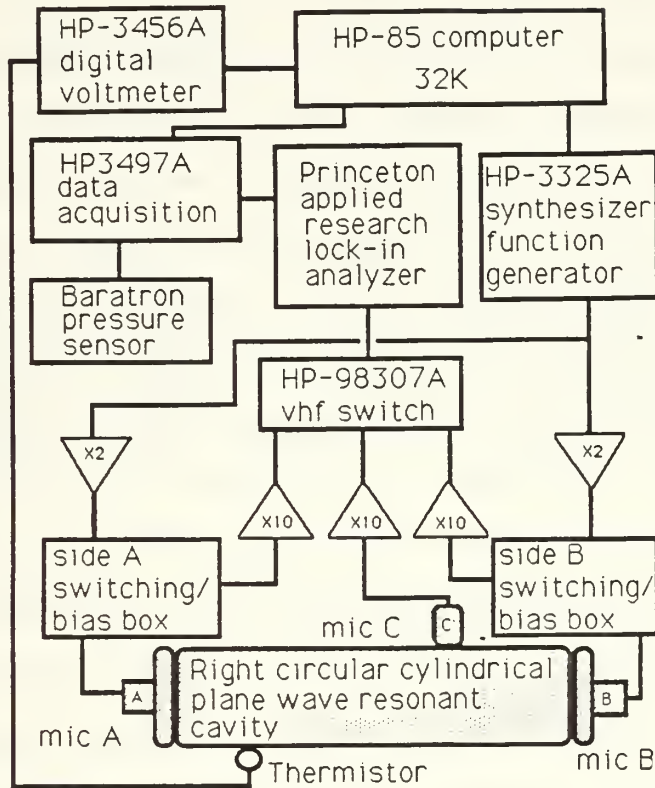 HP-3456A
digital
voltmeter
HP-85 computer
32K
HP3497A
data
acquisition
Princeton
applied
research
lock-in
analyzer
HP-3325A
synthesizer
function
generator
Baratron
pressure
sensor
HP-98307A
vhf switch
X2
X2
X10
X10
X10
side A
switching/
bias box
side B
switching/
bias box
mic C
C
A
Right circular cylindrical
plane wave resonant
cavity
B
mic A
mic B
Thermistor